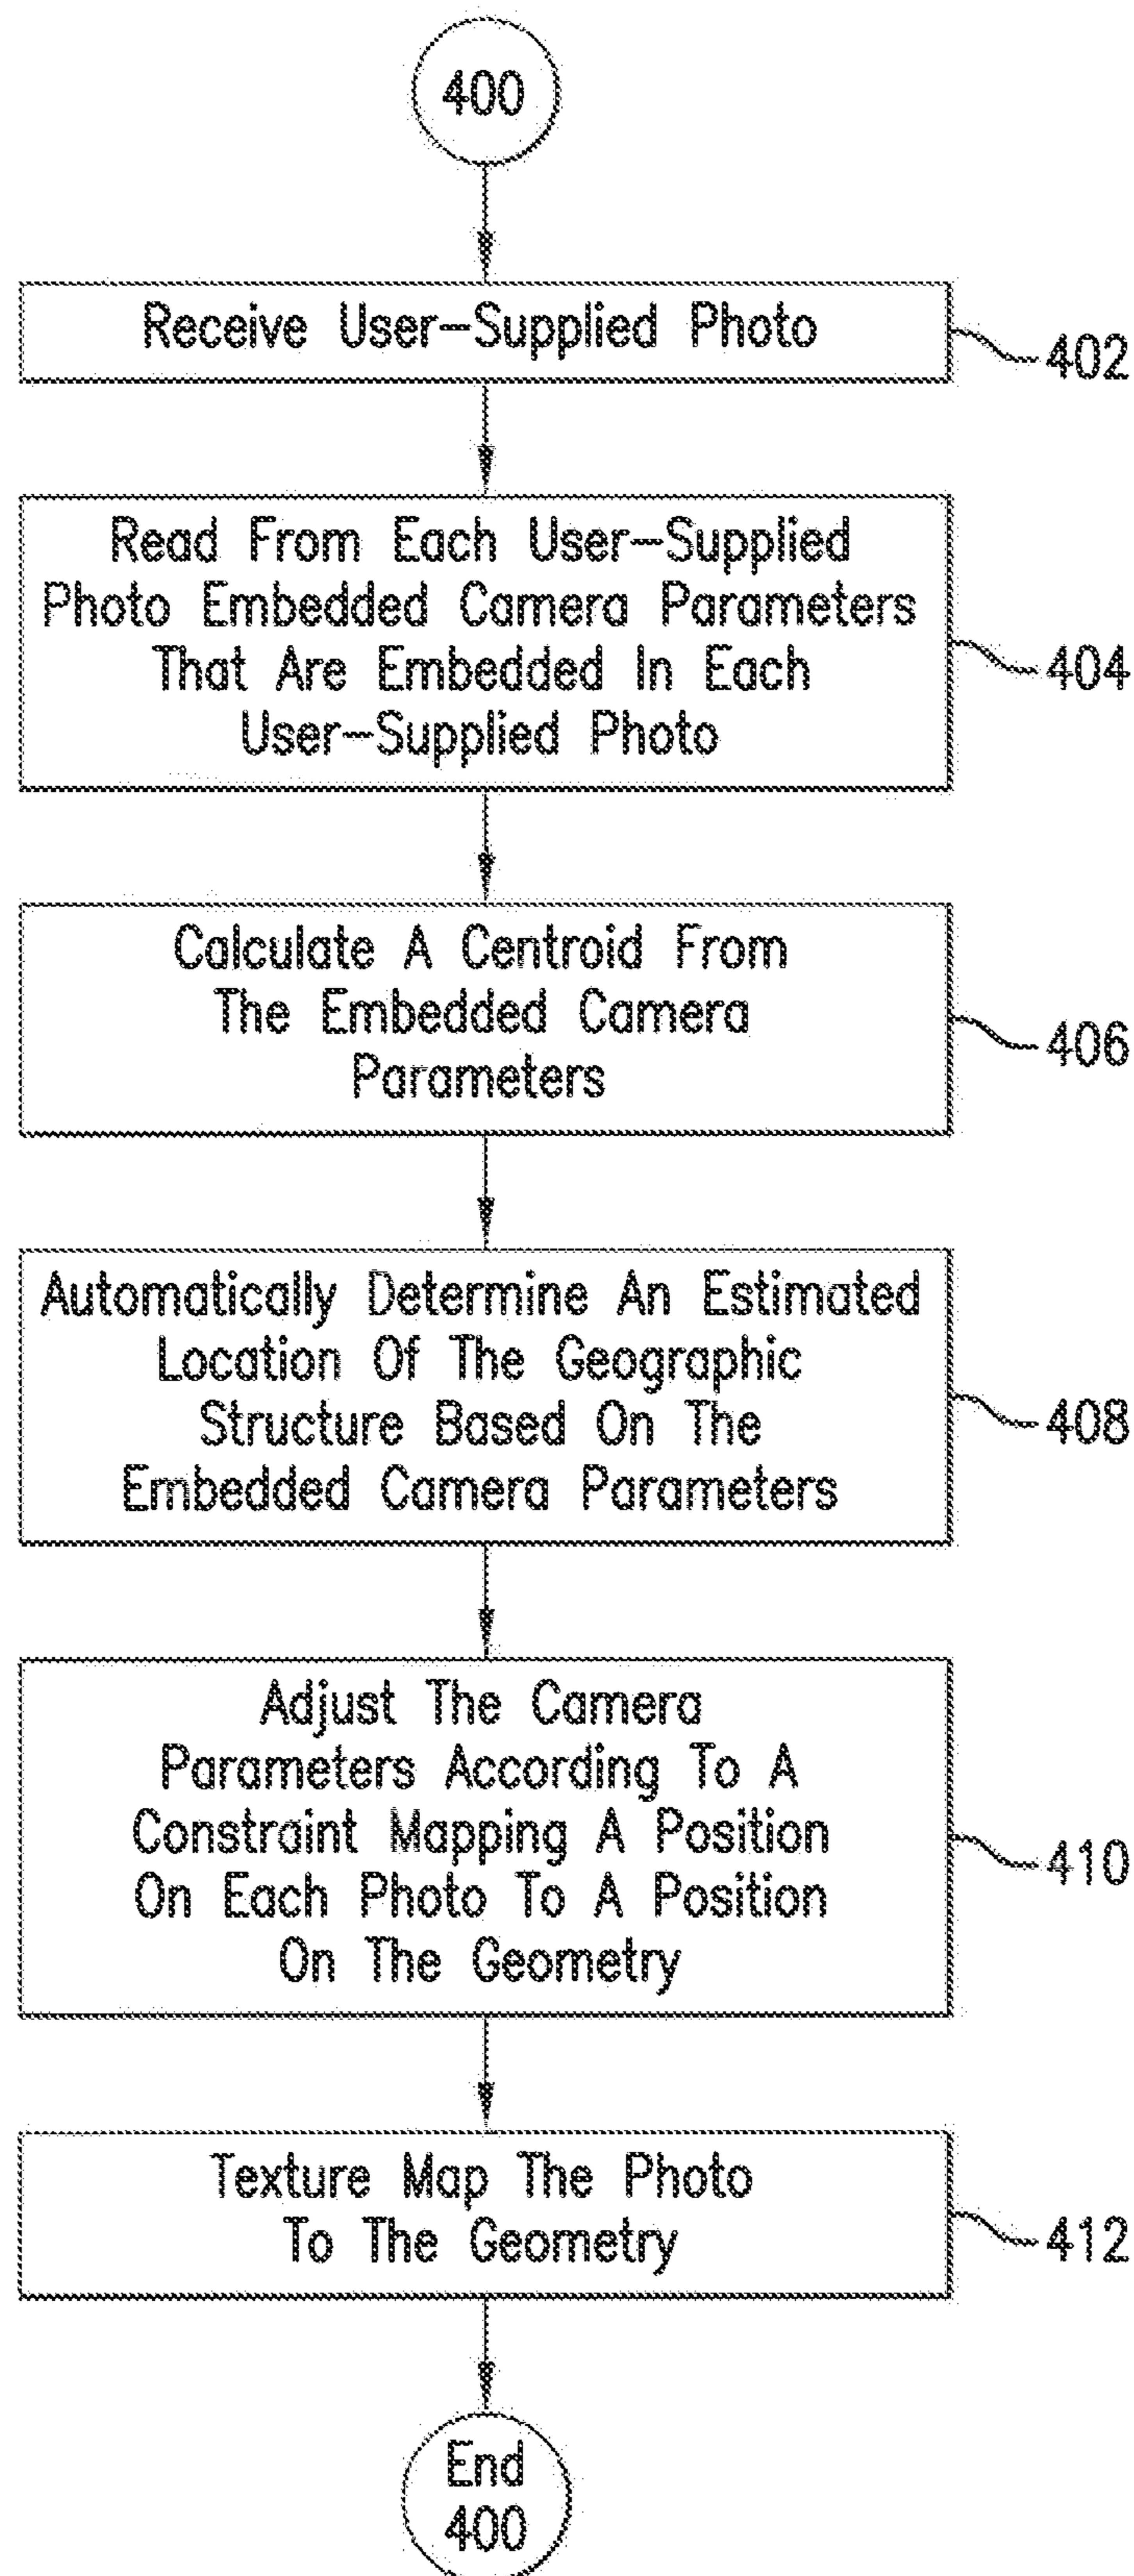 400
Receive User-Supplied Photo
402
Read From Each User-Supplied
Photo Embedded Camera Parameters
That Are Embedded In Each
User-Supplied Photo
404
Calculate A Centroid From
The Embedded Camera
Parameters
406
Automatically Determine An Estimated
Location Of The Geographic
Structure Based On The
Embedded Camera Parameters
408
Adjust The Camera
Parameters According To A
Constraint Mapping A Position
On Each Photo To A Position
On The Geometry
410
Texture Map The Photo
To The Geometry
412
End
400